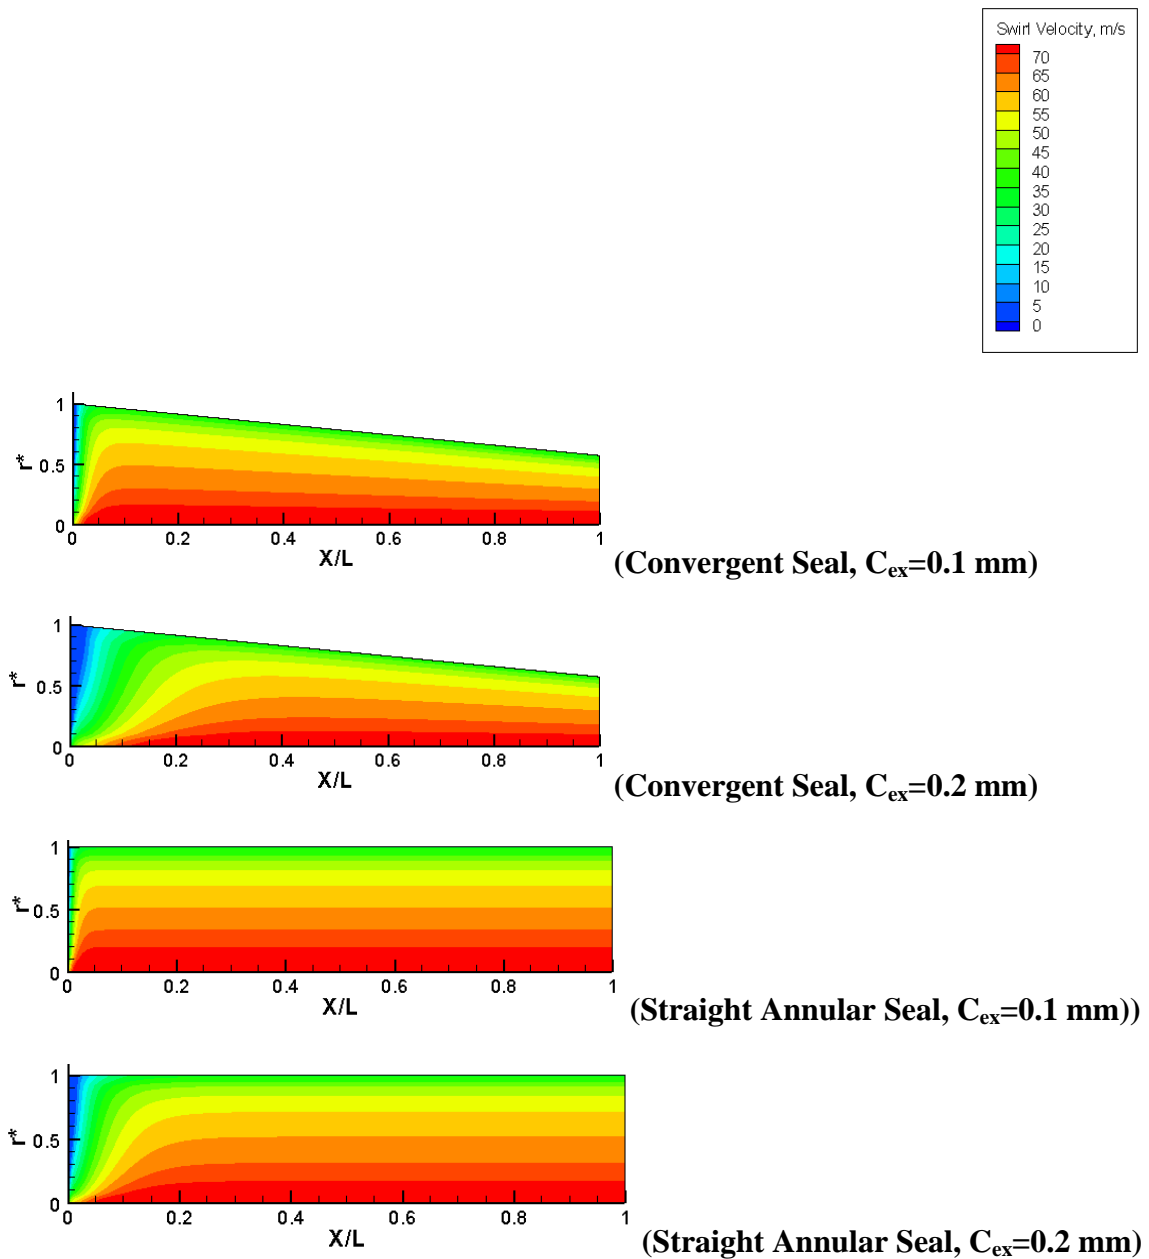 Swirl Velocity, m/s
70
65
60
55
50
45
40
35
30
25
20
15
10
5
0
1
r*
0.5
0
0 0.2 0.4 0.6 0.8 1
X/L
(Convergent Seal, Cex=0.1 mm)
1
r*
0.5
0
0 0.2 0.4 0.6 0.8 1
X/L
(Convergent Seal, Cex=0.2 mm)
1
r*
0.5
0
0 0.2 0.4 0.6 0.8 1
X/L
(Straight Annular Seal, Cex=0.1 mm))
1
r*
0.5
0
0 0.2 0.4 0.6 0.8 1
X/L
(Straight Annular Seal, Cex=0.2 mm)